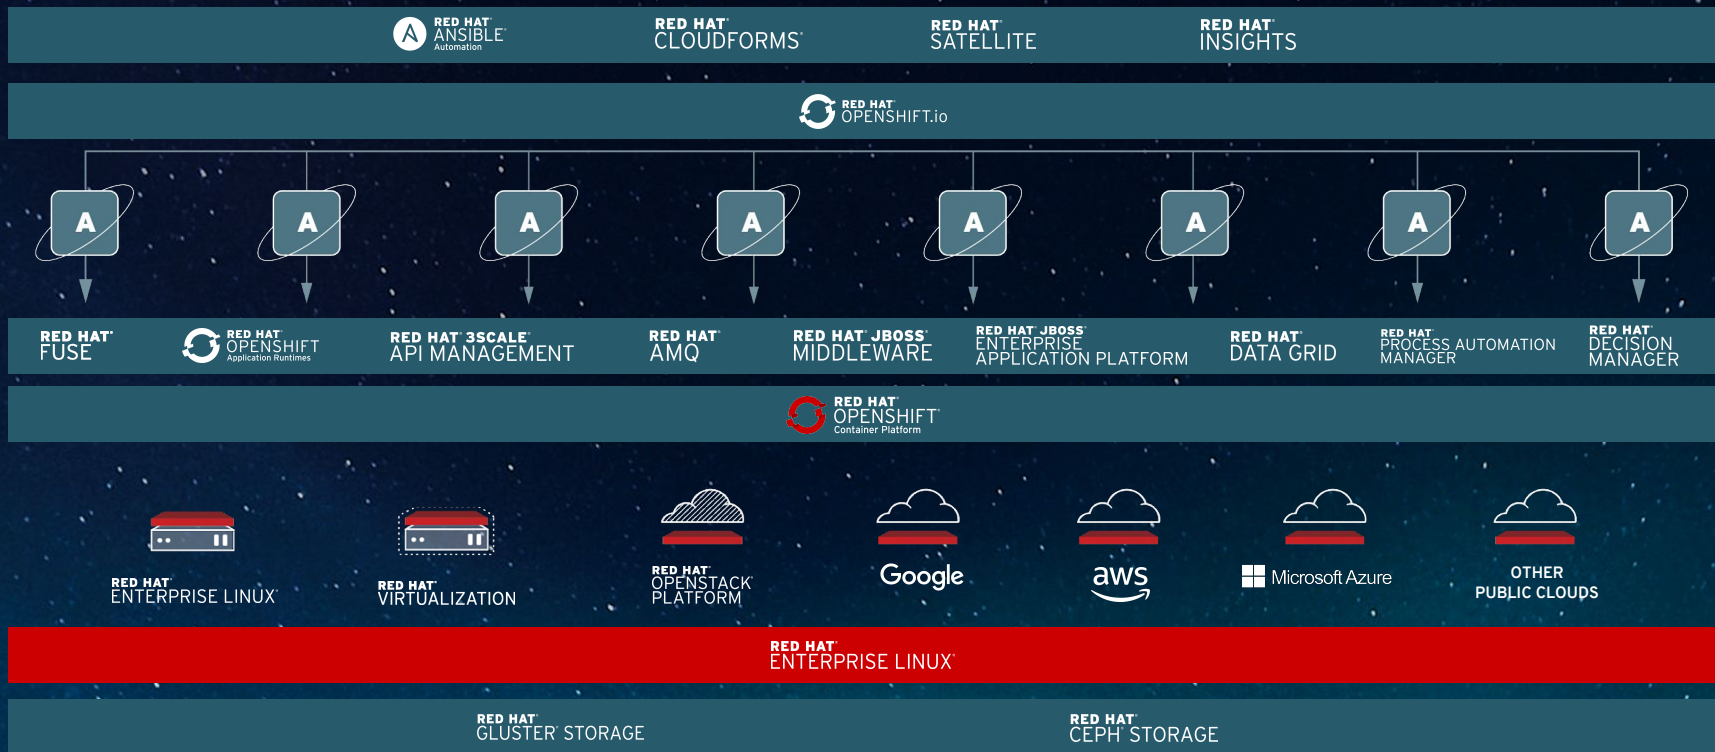 RED HAT®
ANSIBLE®
Automation
RED HAT®
CLOUDFORMS®
RED HAT®
SATELLITE
RED HAT®
INSIGHTS
RED HAT®
OPENSHIFT.io
A A A A A A A A
RED HAT®
FUSE
RED HAT®
OPENSHIFT
Application Runtimes
RED HAT® 3SCALE®
API MANAGEMENT
RED HAT®
AMQ
RED HAT® JBOSS®
MIDDLEWARE
RED HAT® JBOSS®
ENTERPRISE
APPLICATION PLATFORM
RED HAT®
DATA GRID
RED HAT®
PROCESS AUTOMATION
MANAGER
RED HAT®
DECISION
MANAGER
RED HAT®
OPENSHIFT®
Container Platform
RED HAT®
ENTERPRISE LINUX®
RED HAT®
VIRTUALIZATION
RED HAT®
OPENSTACK®
PLATFORM
Google
aws
Microsoft Azure
OTHER
PUBLIC CLOUDS
RED HAT®
ENTERPRISE LINUX®
RED HAT®
GLUSTER® STORAGE
RED HAT®
CEPH® STORAGE